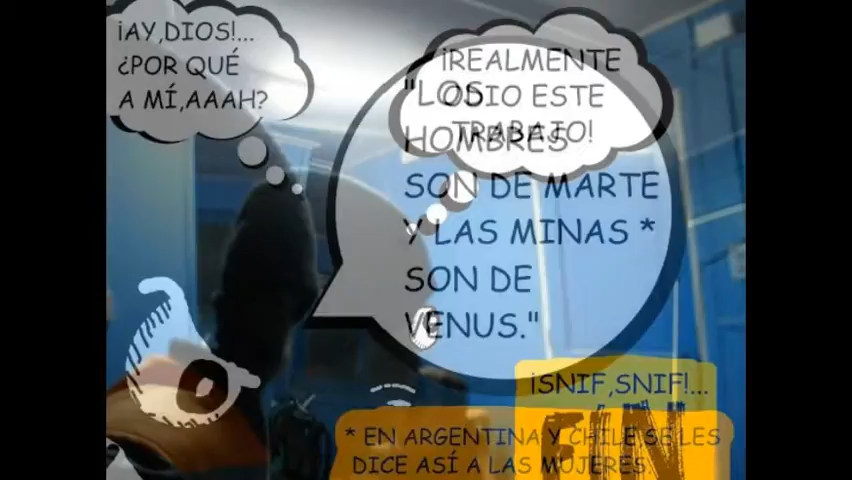 ¡AY,DIOS!...
¿POR QUÉ
A MÍ,AAAH?
¡REALMENTE
ODIO ESTE
TRABAJO!
"LOS
HOMBRES
SON DE MARTE
Y LAS MINAS *
SON DE
VENUS."
¡SNIF,SNIF!...
FIN
* EN ARGENTINA Y CHILE SE LES
DICE ASÍ A LAS MUJERES